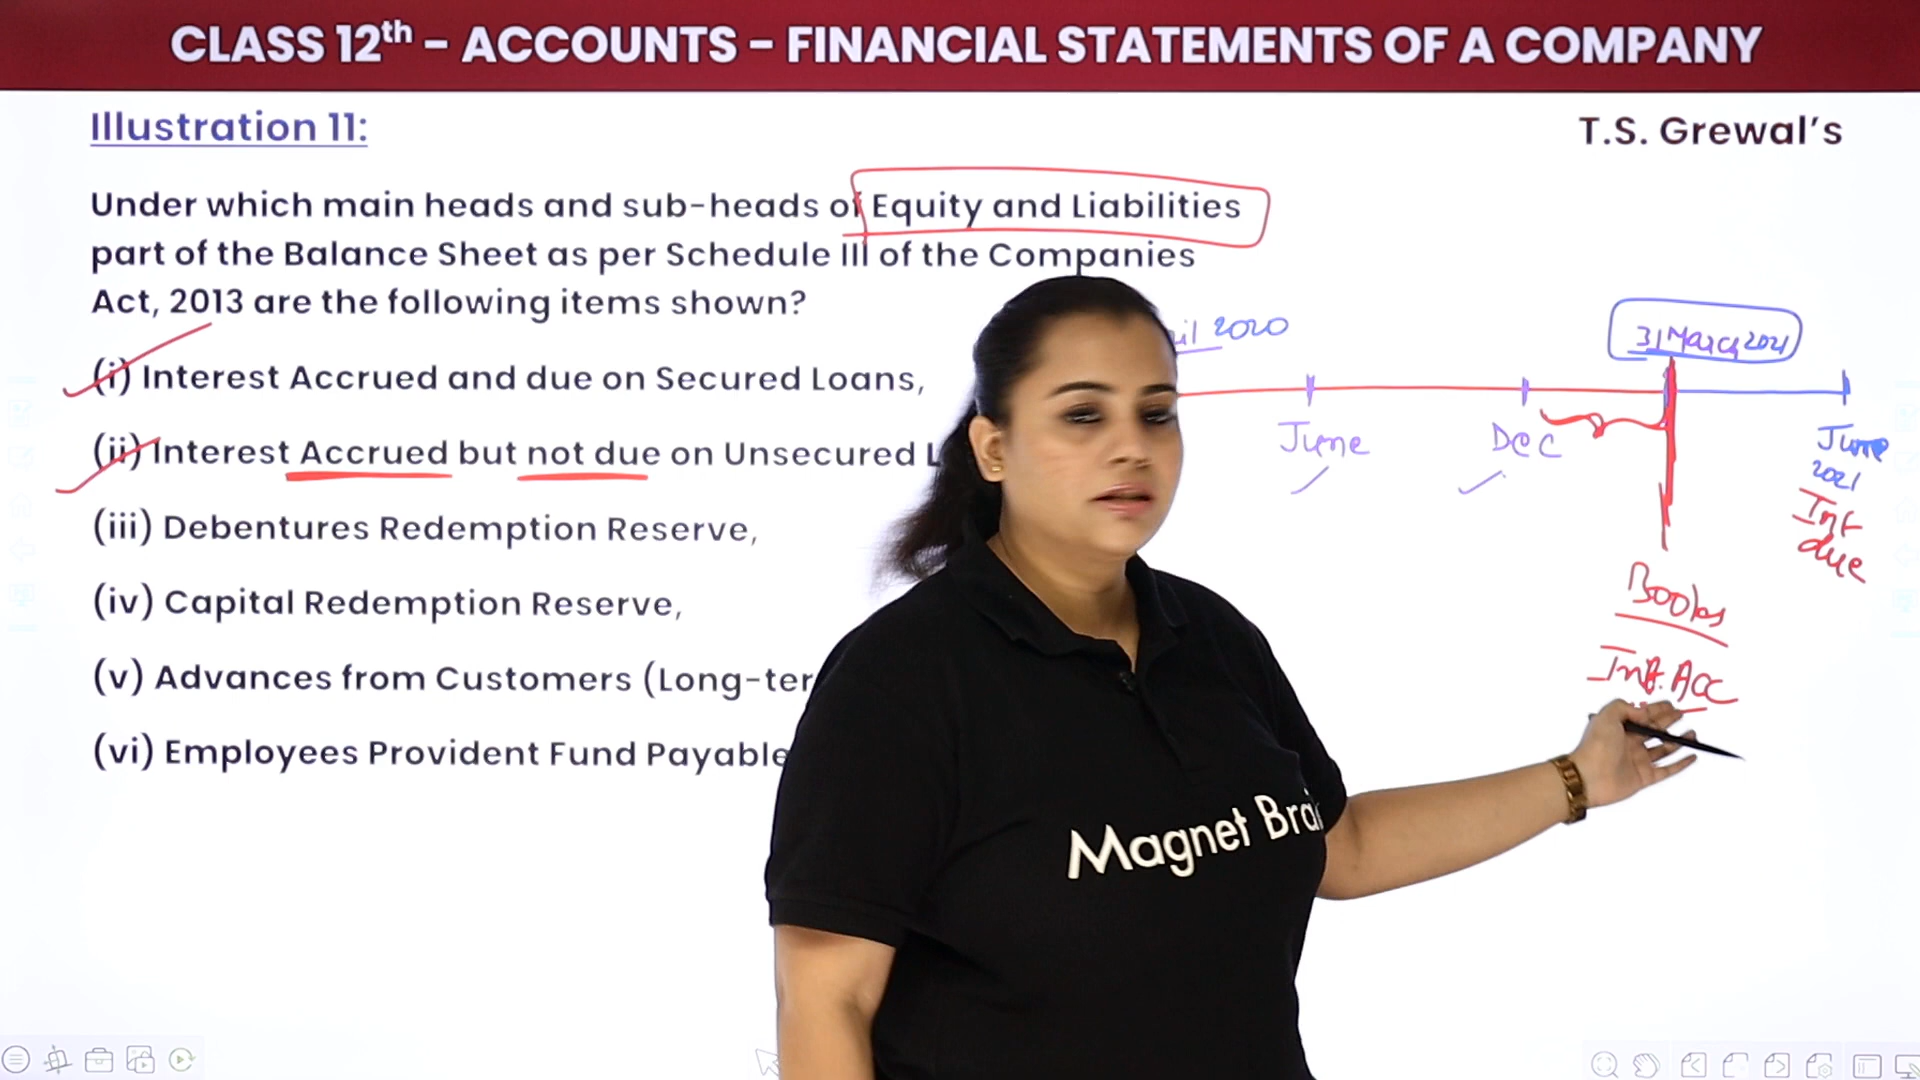 CLASS 12th – ACCOUNTS – FINANCIAL STATEMENTS OF A COMPANY
Illustration 11:
T.S. Grewal’s
Under which main heads and sub-heads of Equity and Liabilities
part of the Balance Sheet as per Schedule III of the Companies
Act, 2013 are the following items shown?
(i) Interest Accrued and due on Secured Loans,
(ii) Interest Accrued but not due on Unsecured L
(iii) Debentures Redemption Reserve,
(iv) Capital Redemption Reserve,
(v) Advances from Customers (Long-ter
(vi) Employees Provident Fund Payable
il 2020
31 March 2021
June
Dec
June
2021
Int
due
Books
Int. Acc
Magnet Brai